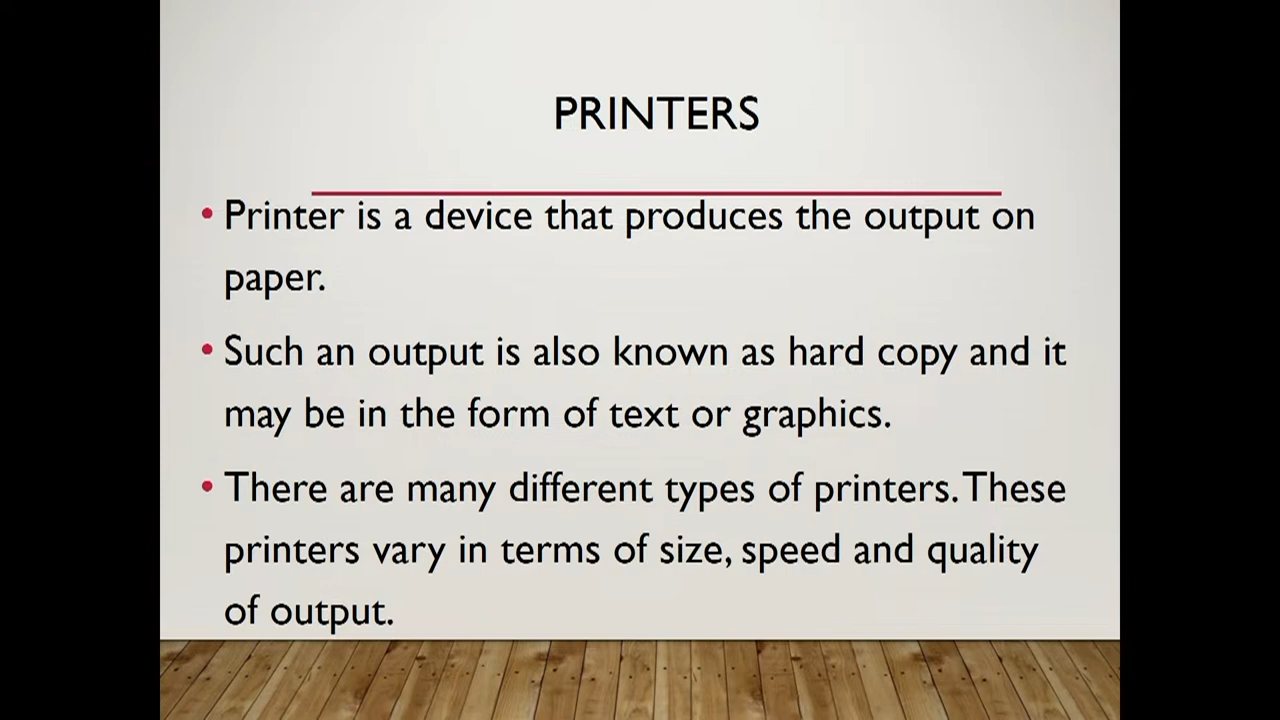 PRINTERS
• Printer is a device that produces the output on
paper.
• Such an output is also known as hard copy and it
may be in the form of text or graphics.
• There are many different types of printers. These
printers vary in terms of size, speed and quality
of output.